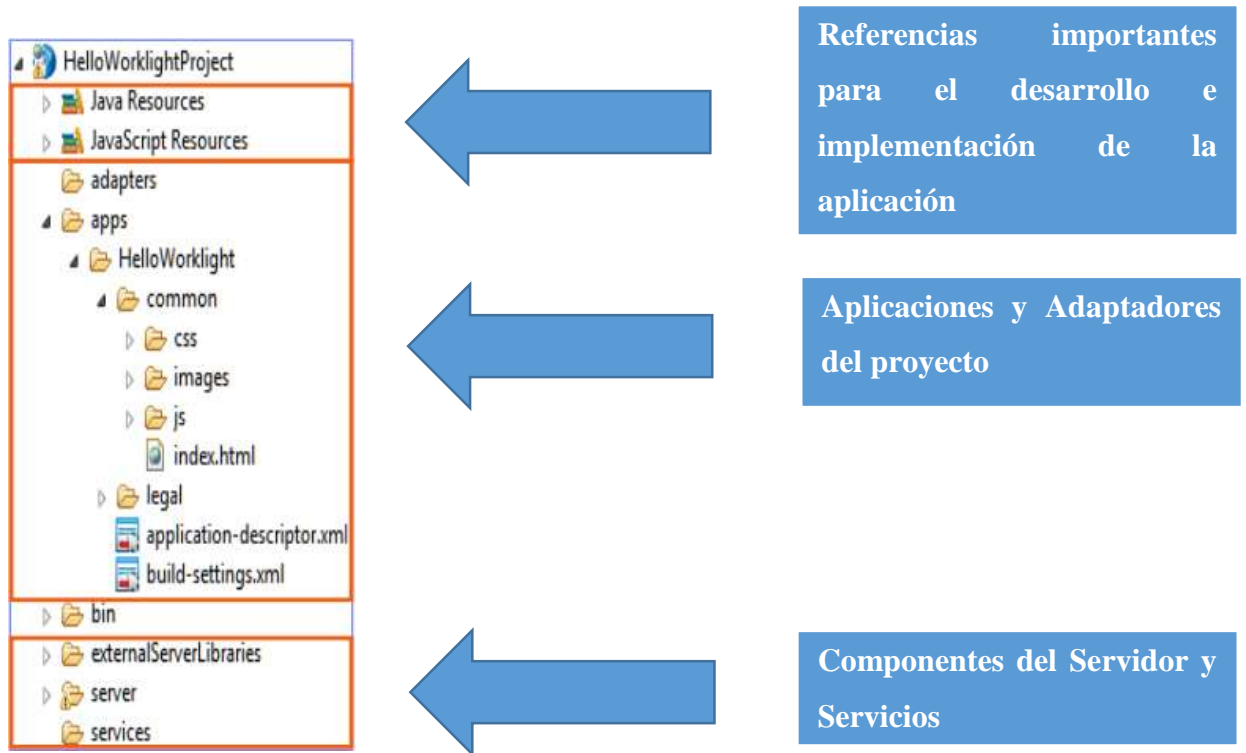 HelloWorklightProject
Java Resources
JavaScript Resources
adapters
apps
HelloWorklight
common
css
images
js
index.html
legal
application-descriptor.xml
build-settings.xml
bin
externalServerLibraries
server
services
Referencias importantes
para el desarrollo e
implementación de la
aplicación
Aplicaciones y Adaptadores
del proyecto
Componentes del Servidor y
Servicios